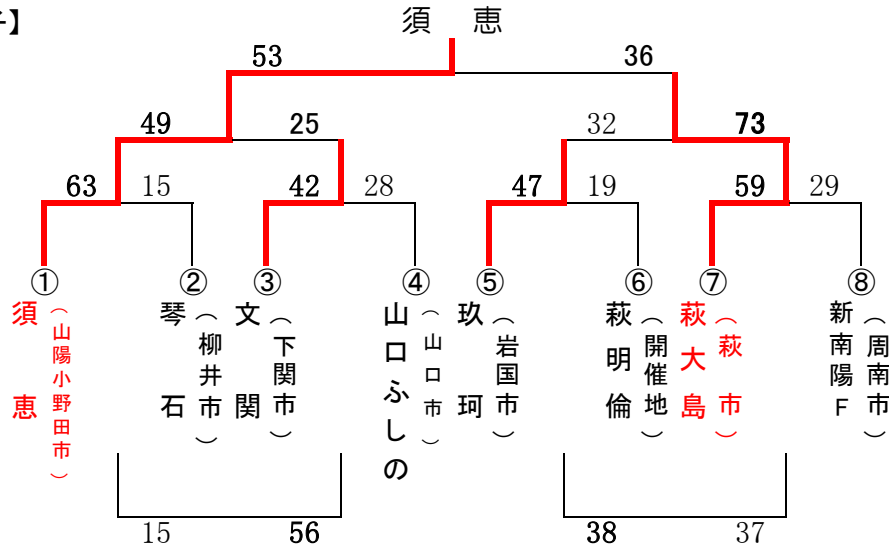 子】
須 恵
53 36
49 25 32 73
63 15 42 28 47 19 59 29
① ② ③ ④ ⑤ ⑥ ⑦ ⑧
須恵
（山陽小野田市）
琴石
（柳井市）
文関
（下関市）
山口ふしの
（山口市）
玖珂
（岩国市）
萩明倫
（開催地）
萩大島
（萩市）
新南陽F
（周南市）
15 56 38 37